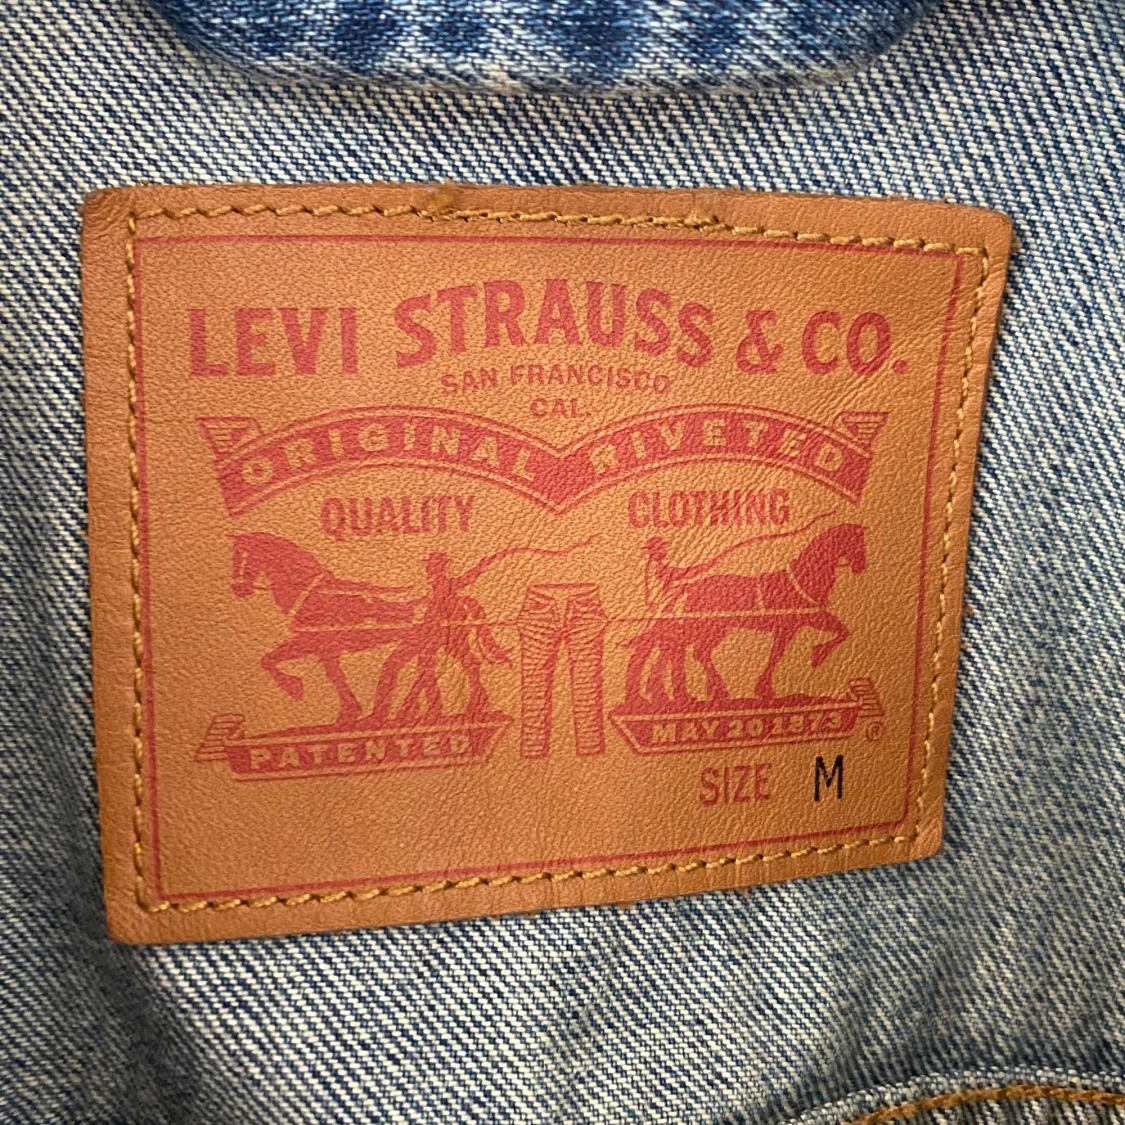 LEVI STRAUSS & CO.
SAN FRANCISCO
CAL.
ORIGINAL RIVETED
QUALITY CLOTHING
PATENTED MAY 20 1873 ®
SIZE M